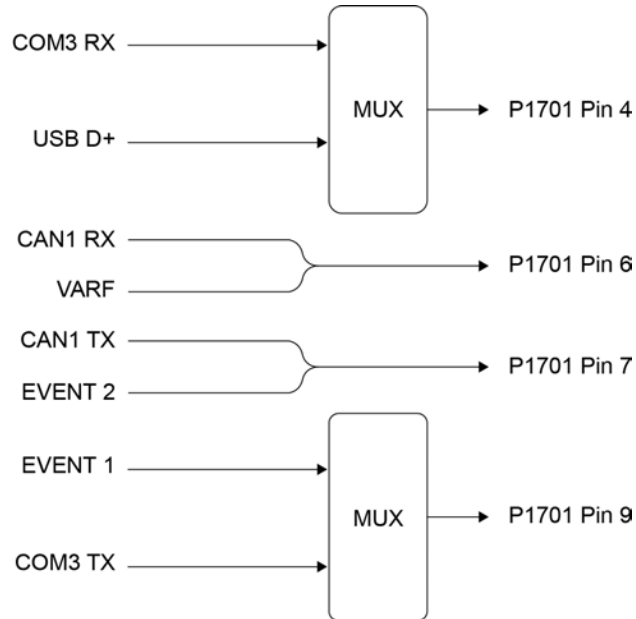 COM3 RX
MUX
P1701 Pin 4
USB D+
CAN1 RX
P1701 Pin 6
VARF
CAN1 TX
P1701 Pin 7
EVENT 2
EVENT 1
MUX
P1701 Pin 9
COM3 TX